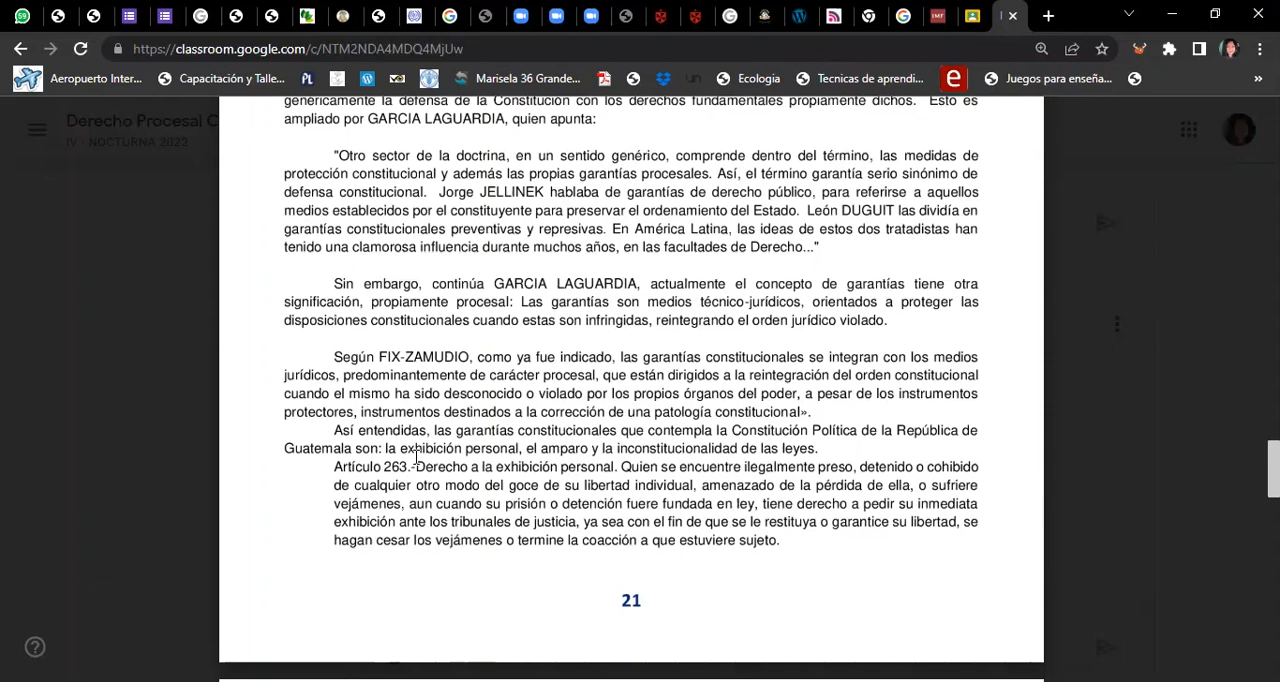 https://classroom.google.com/c/NTM2NDA4MDQ4MjUw
Aeropuerto Inter...
Capacitación y Talle...
Marisela 36 Grande...
Ecologia
Tecnicas de aprendi...
Juegos para enseña...
»
Derecho Procesal C
IV - NOCTURNA 2022
genéricamente la defensa de la Constitución con los derechos fundamentales propiamente dichos. Esto es
ampliado por GARCIA LAGUARDIA, quien apunta:
"Otro sector de la doctrina, en un sentido genérico, comprende dentro del término, las medidas de
protección constitucional y además las propias garantías procesales. Así, el término garantía serio sinónimo de
defensa constitucional. Jorge JELLINEK hablaba de garantías de derecho público, para referirse a aquellos
medios establecidos por el constituyente para preservar el ordenamiento del Estado. León DUGUIT las dividía en
garantías constitucionales preventivas y represivas. En América Latina, las ideas de estos dos tratadistas han
tenido una clamorosa influencia durante muchos años, en las facultades de Derecho..."
Sin embargo, continúa GARCIA LAGUARDIA, actualmente el concepto de garantías tiene otra
significación, propiamente procesal: Las garantías son medios técnico-jurídicos, orientados a proteger las
disposiciones constitucionales cuando estas son infringidas, reintegrando el orden jurídico violado.
Según FIX-ZAMUDIO, como ya fue indicado, las garantías constitucionales se integran con los medios
jurídicos, predominantemente de carácter procesal, que están dirigidos a la reintegración del orden constitucional
cuando el mismo ha sido desconocido o violado por los propios órganos del poder, a pesar de los instrumentos
protectores, instrumentos destinados a la corrección de una patología constitucional».
Así entendidas, las garantías constitucionales que contempla la Constitución Política de la República de
Guatemala son: la exhibición personal, el amparo y la inconstitucionalidad de las leyes.
Artículo 263.-Derecho a la exhibición personal. Quien se encuentre ilegalmente preso, detenido o cohibido
de cualquier otro modo del goce de su libertad individual, amenazado de la pérdida de ella, o sufriere
vejámenes, aun cuando su prisión o detención fuere fundada en ley, tiene derecho a pedir su inmediata
exhibición ante los tribunales de justicia, ya sea con el fin de que se le restituya o garantice su libertad, se
hagan cesar los vejámenes o termine la coacción a que estuviere sujeto.
21